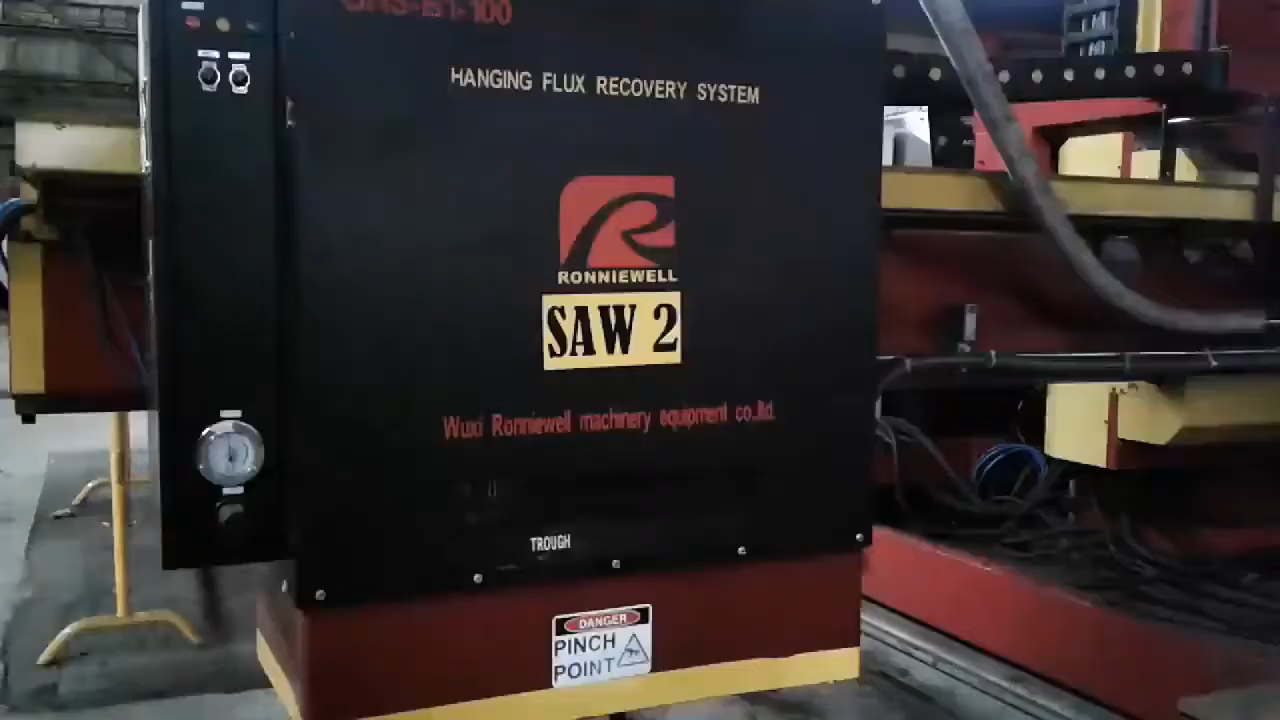 HANGING FLUX RECOVERY SYSTEM
RONNIEWELL
SAW 2
Wuxi Ronniewell machinery equipment co.,ltd.
TROUGH
DANGER
PINCH
POINT